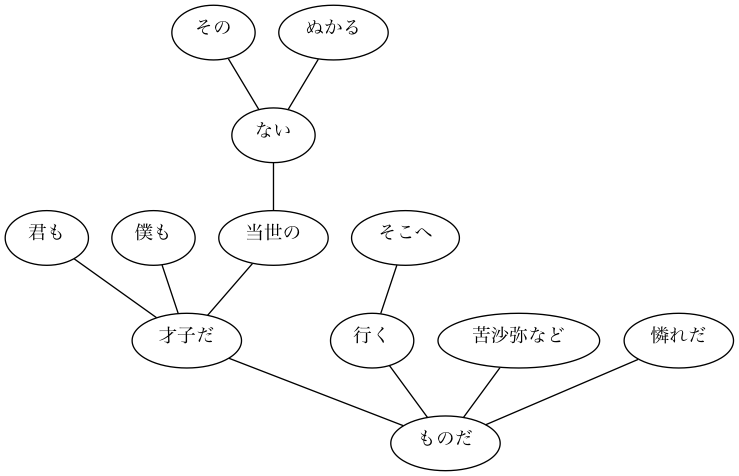 その
ぬかる
ない
君も
僕も
当世の
そこへ
才子だ
行く
苦沙弥など
憐れだ
ものだ